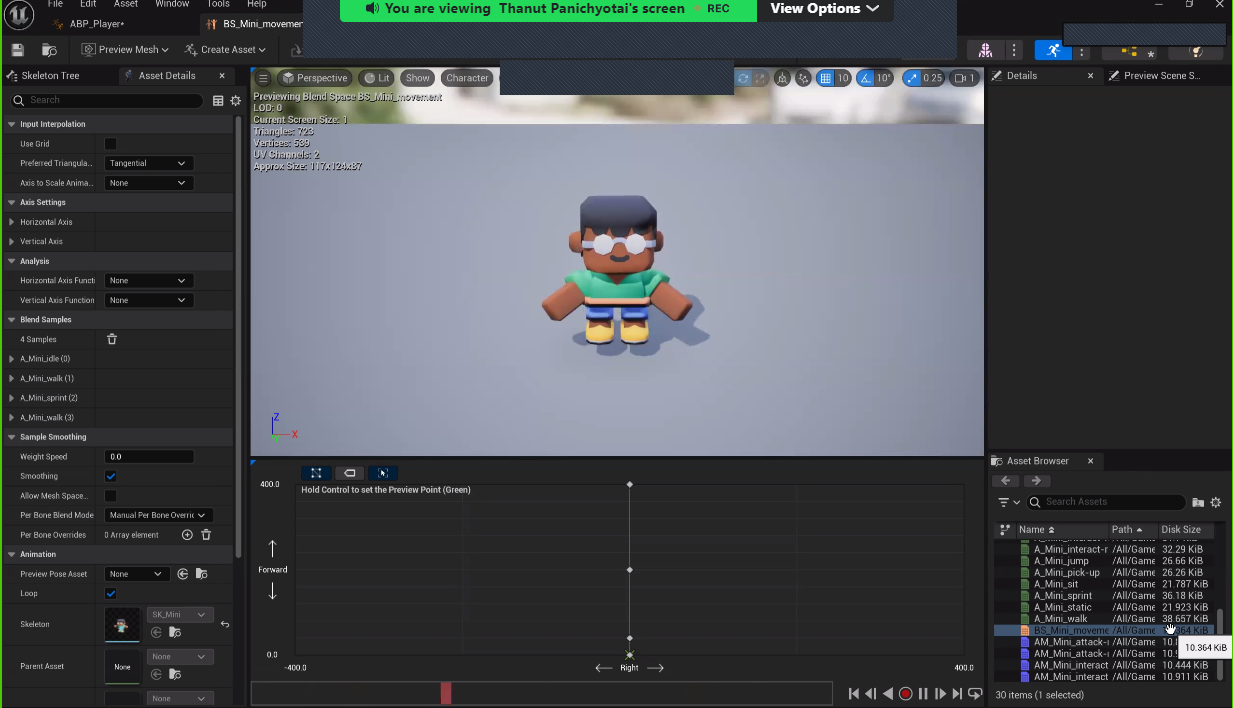 File Edit Asset Window Tools Help
You are viewing Thanut Panichyotai's screen REC View Options
ABP_Player* BS_Mini_movemen
Preview Mesh Create Asset
Skeleton Tree Asset Details
Perspective Lit Show Character 10 10° 0.25 1
Details Preview Scene S...
Search
Previewing Blend Space BS_Mini_movement
LOD: 0
Current Screen Size: 1
Triangles: 723
Vertices: 539
UV Channels: 2
Approx Size: 117x124x87
Input Interpolation
Use Grid
Preferred Triangula... Tangential
Axis to Scale Anima... None
Axis Settings
Horizontal Axis
Vertical Axis
Analysis
Horizontal Axis Functi None
Vertical Axis Function None
Blend Samples
4 Samples
A_Mini_idle (0)
A_Mini_walk (1)
A_Mini_sprint (2)
A_Mini_walk (3)
Sample Smoothing
Weight Speed 0.0
Smoothing
Allow Mesh Space...
Per Bone Blend Mode Manual Per Bone Overric
Per Bone Overrides 0 Array element
Animation
Preview Pose Asset None
Loop
Skeleton SK_Mini
Parent Asset None None
None
Z
X
400.0
Hold Control to set the Preview Point (Green)
Forward
0.0
-400.0 Right 400.0
Asset Browser
Search Assets
Name Path Disk Size
A_Mini_interact-r /All/Game 32.29 KiB
A_Mini_jump /All/Game 26.66 KiB
A_Mini_pick-up /All/Game 26.26 KiB
A_Mini_sit /All/Game 21.787 KiB
A_Mini_sprint /All/Game 36.18 KiB
A_Mini_static /All/Game 21.923 KiB
A_Mini_walk /All/Game 38.657 KiB
BS_Mini_moveme /All/Game 364 KiB
AM_Mini_attack- /All/Game 10.
10.364 KiB
AM_Mini_attack- /All/Game 10.
AM_Mini_interact /All/Game 10.444 KiB
AM_Mini_interact /All/Game 10.911 KiB
30 items (1 selected)